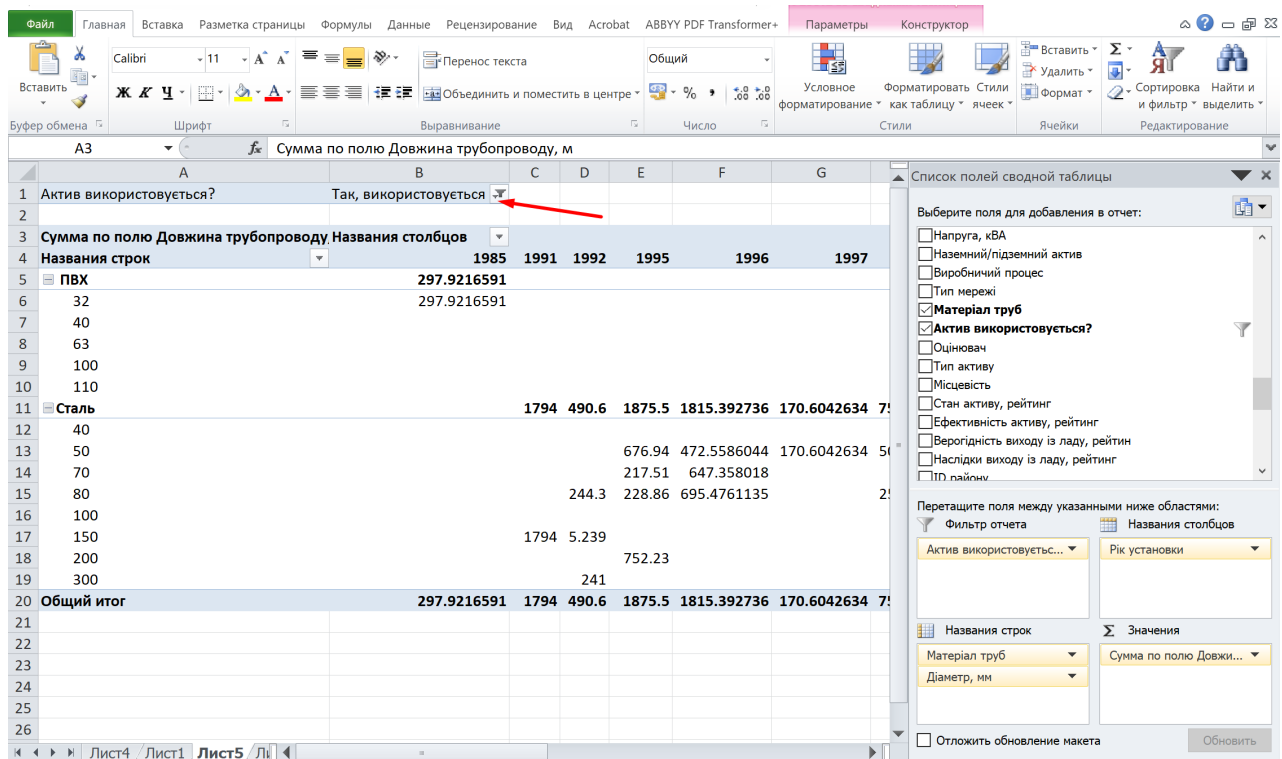 Файл Главная Вставка Разметка страницы Формулы Данные Рецензирование Вид Acrobat ABBYY PDF Transformer+ Параметры Конструктор
Вставить
Буфер обмена
Calibri 11
Ж К Ч
Шрифт
Перенос текста
Объединить и поместить в центре
Выравнивание
Общий
% ,
Число
Условное форматирование
Форматировать как таблицу
Стили ячеек
Стили
Вставить
Удалить
Формат
Ячейки
Σ
Сортировка и фильтр
Найти и выделить
Редактирование
A3 fx Сумма по полю Довжина трубопроводу, м
A B C D E F G
1 Актив використовується? Так, використовується
2
3 Сумма по полю Довжина трубопроводу, Названия столбцов
4 Названия строк 1985 1991 1992 1995 1996 1997
5 ПВХ 297.9216591
6 32 297.9216591
7 40
8 63
9 100
10 110
11 Сталь 1794 490.6 1875.5 1815.392736 170.6042634
12 40
13 50 676.94 472.5586044 170.6042634
14 70 217.51 647.358018
15 80 244.3 228.86 695.4761135
16 100
17 150 1794 5.239
18 200 752.23
19 300 241
20 Общий итог 297.9216591 1794 490.6 1875.5 1815.392736 170.6042634
21
22
23
24
25
26
Лист4 Лист1 Лист5
Список полей сводной таблицы
Выберите поля для добавления в отчет:
Напруга, кВА
Наземний/підземний актив
Виробничий процес
Тип мережі
Матеріал труб
Актив використовується?
Оцінювач
Тип активу
Місцевість
Стан активу, рейтинг
Ефективність активу, рейтинг
Верогідність виходу із ладу, рейтин
Наслідки виходу із ладу, рейтинг
ID району
Перетащите поля между указанными ниже областями:
Фильтр отчета Названия столбцов
Актив використовуєтьс... Рік установки
Названия строк Σ Значения
Матеріал труб Сумма по полю Довжи...
Діаметр, мм
Отложить обновление макета Обновить